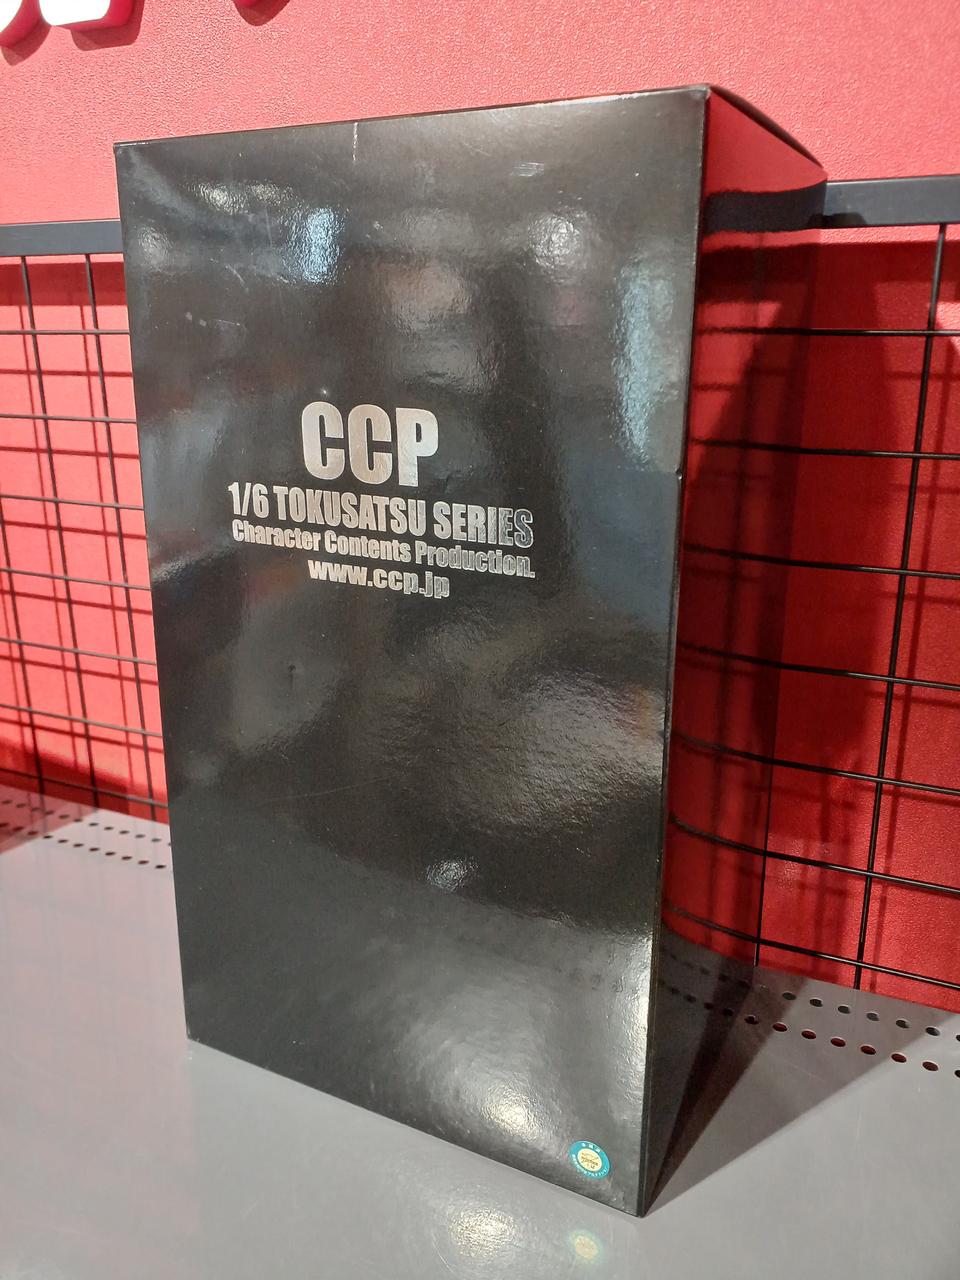 CCP
1/6 TOKUSATSU SERIES
Character Contents Production.
www.ccp.jp